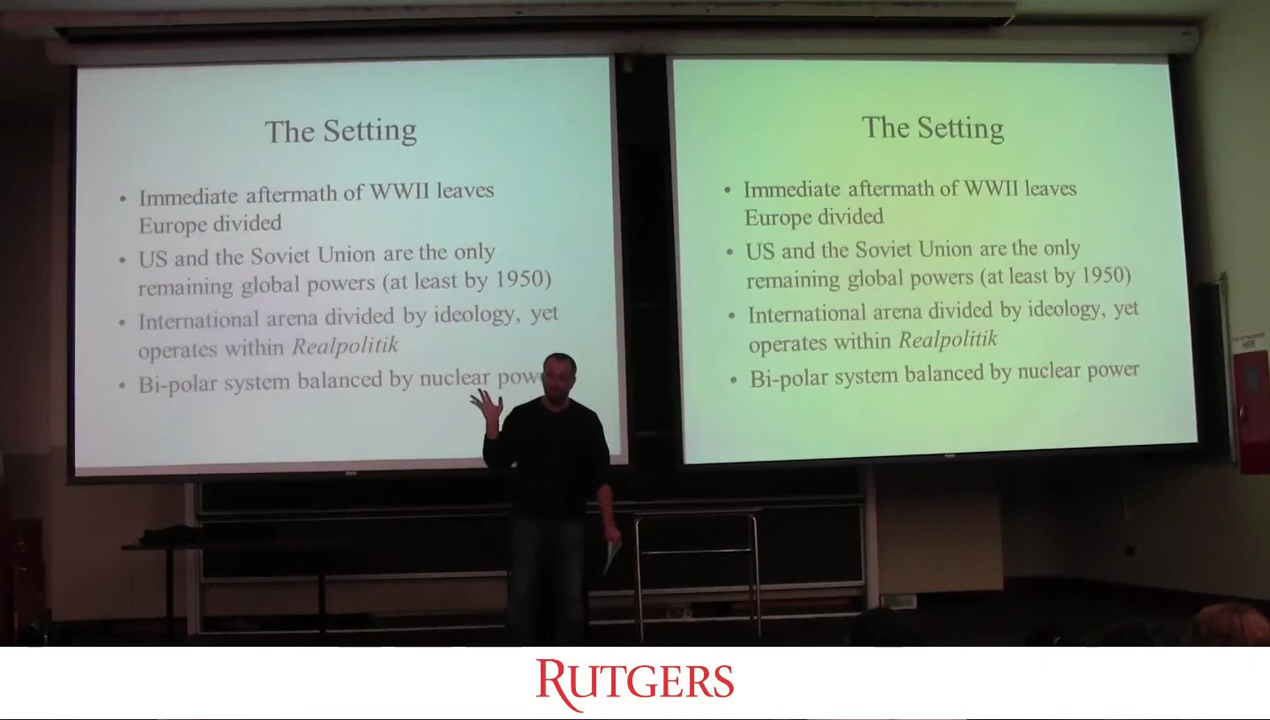 The Setting
• Immediate aftermath of WWII leaves
Europe divided
• US and the Soviet Union are the only
remaining global powers (at least by 1950)
• International arena divided by ideology, yet
operates within Realpolitik
• Bi-polar system balanced by nuclear pow
The Setting
• Immediate aftermath of WWII leaves
Europe divided
• US and the Soviet Union are the only
remaining global powers (at least by 1950)
• International arena divided by ideology, yet
operates within Realpolitik
• Bi-polar system balanced by nuclear power
HERE
RUTGERS